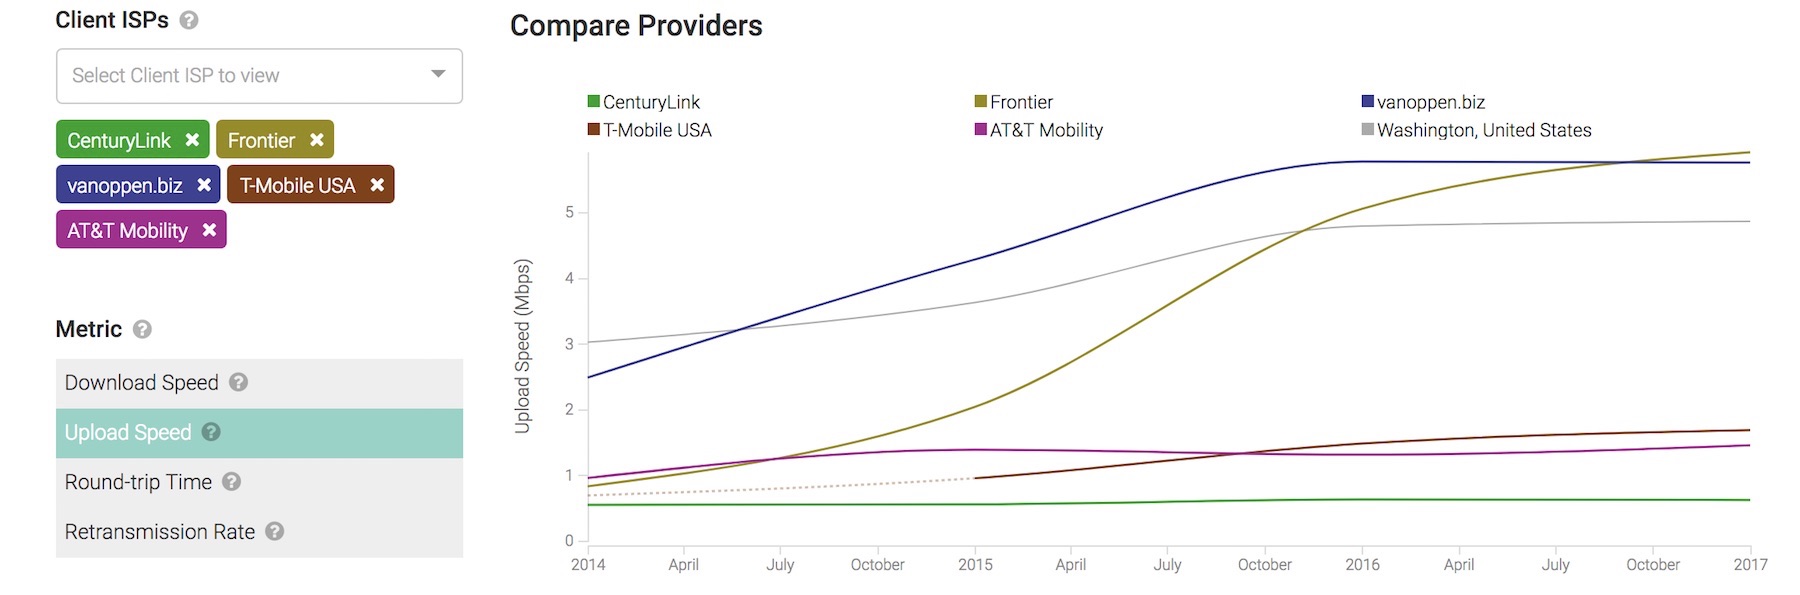 Client ISPs ?
Select Client ISP to view
CenturyLink ✖ Frontier ✖
vanoppen.biz ✖ T-Mobile USA ✖
AT&T Mobility ✖
Metric ?
Download Speed ?
Upload Speed ?
Round-trip Time ?
Retransmission Rate ?
Compare Providers
CenturyLink Frontier vanoppen.biz
T-Mobile USA AT&T Mobility Washington, United States
Upload Speed (Mbps)
5
4
3
2
1
0
2014 April July October 2015 April July October 2016 April July October 2017